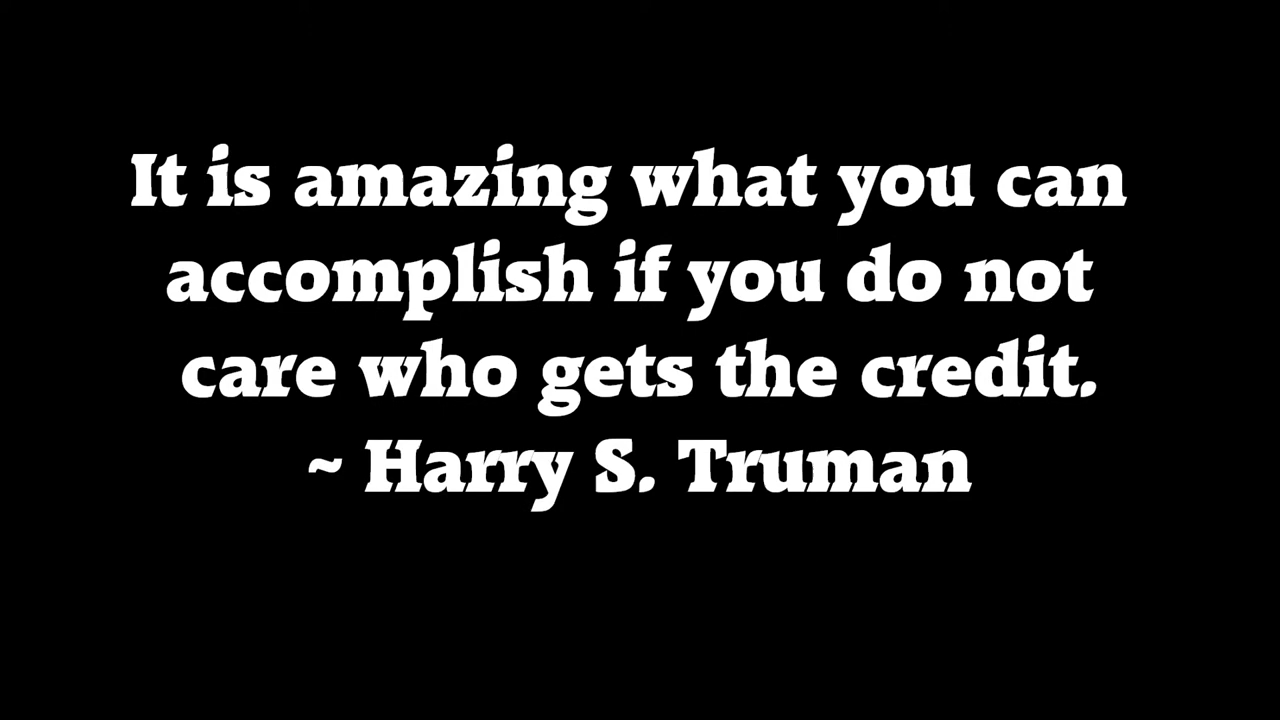 It is amazing what you can
accomplish if you do not
care who gets the credit.
~ Harry S. Truman